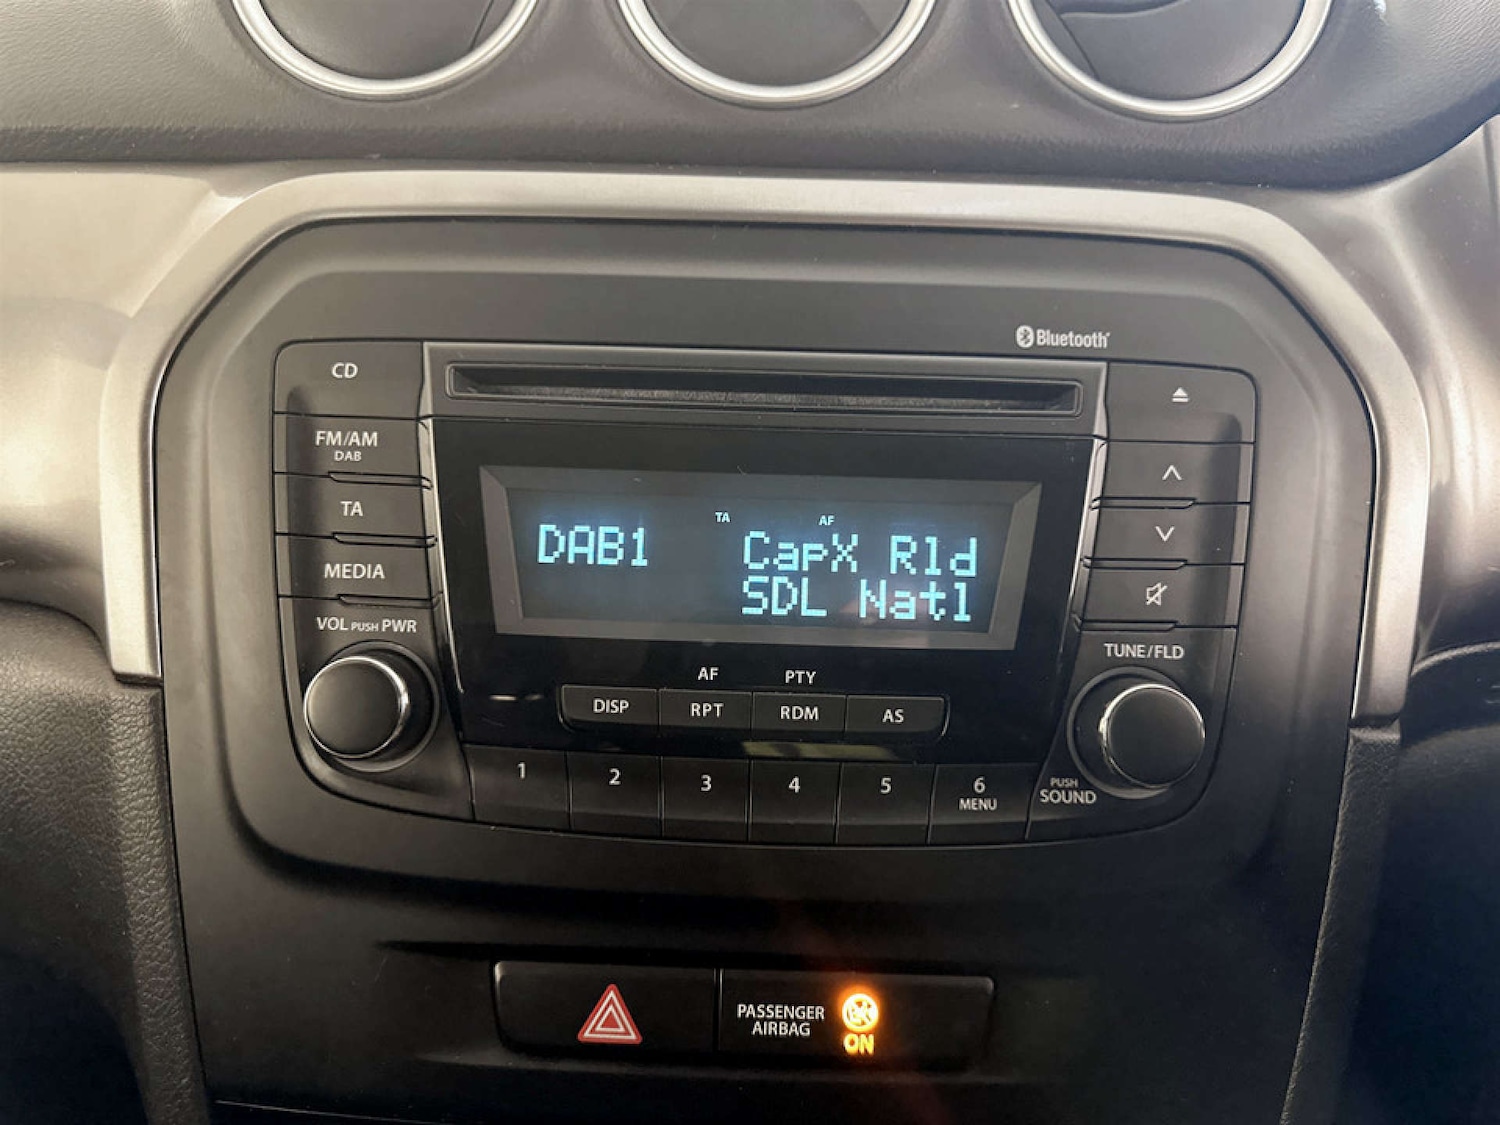 Bluetooth®
CD
FM/AM
DAB
TA
MEDIA
VOL PUSH PWR
TA AF
DAB1 CapX Rld
SDL Natl
TUNE/FLD
AF PTY
DISP RPT RDM AS
1 2 3 4 5 6
MENU
PUSH
SOUND
PASSENGER
AIRBAG
ON